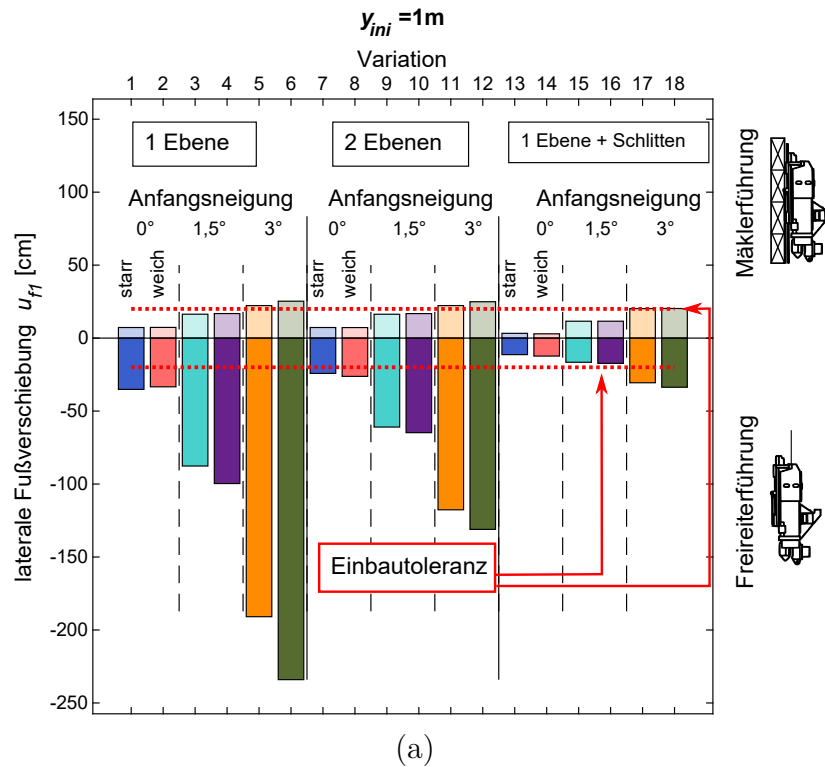 y_ini =1m
Variation
1 2 3 4 5 6 7 8 9 10 11 12 13 14 15 16 17 18
150
100
50
0
-50
-100
-150
-200
-250
laterale Fußverschiebung u_f1 [cm]
1 Ebene
2 Ebenen
1 Ebene + Schlitten
Anfangsneigung
0° 1,5° 3°
starr
weich
Anfangsneigung
0° 1.5° 3°
starr
weich
Anfangsneigung
0° 1,5° 3°
starr
weich
Einbautoleranz
Mäklerführung
Freireiterführung
(a)